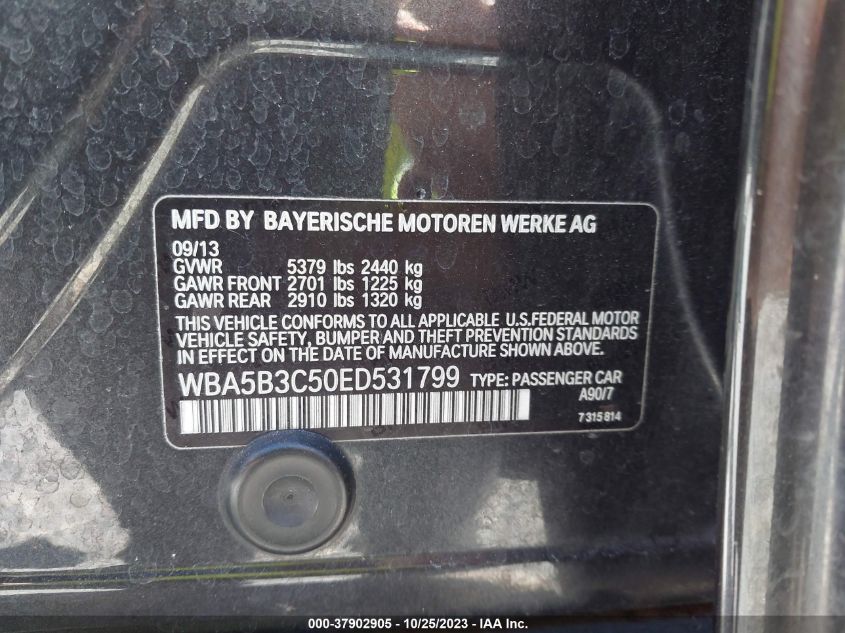 MFD BY BAYERISCHE MOTOREN WERKE AG
09/13
GVWR 5379 lbs 2440 kg
GAWR FRONT 2701 lbs 1225 kg
GAWR REAR 2910 lbs 1320 kg
THIS VEHICLE CONFORMS TO ALL APPLICABLE U.S.FEDERAL MOTOR
VEHICLE SAFETY, BUMPER AND THEFT PREVENTION STANDARDS
IN EFFECT ON THE DATE OF MANUFACTURE SHOWN ABOVE.
WBA5B3C50ED531799 TYPE: PASSENGER CAR
A90/7
7315814
000-37902905 - 10/25/2023 - IAA Inc.